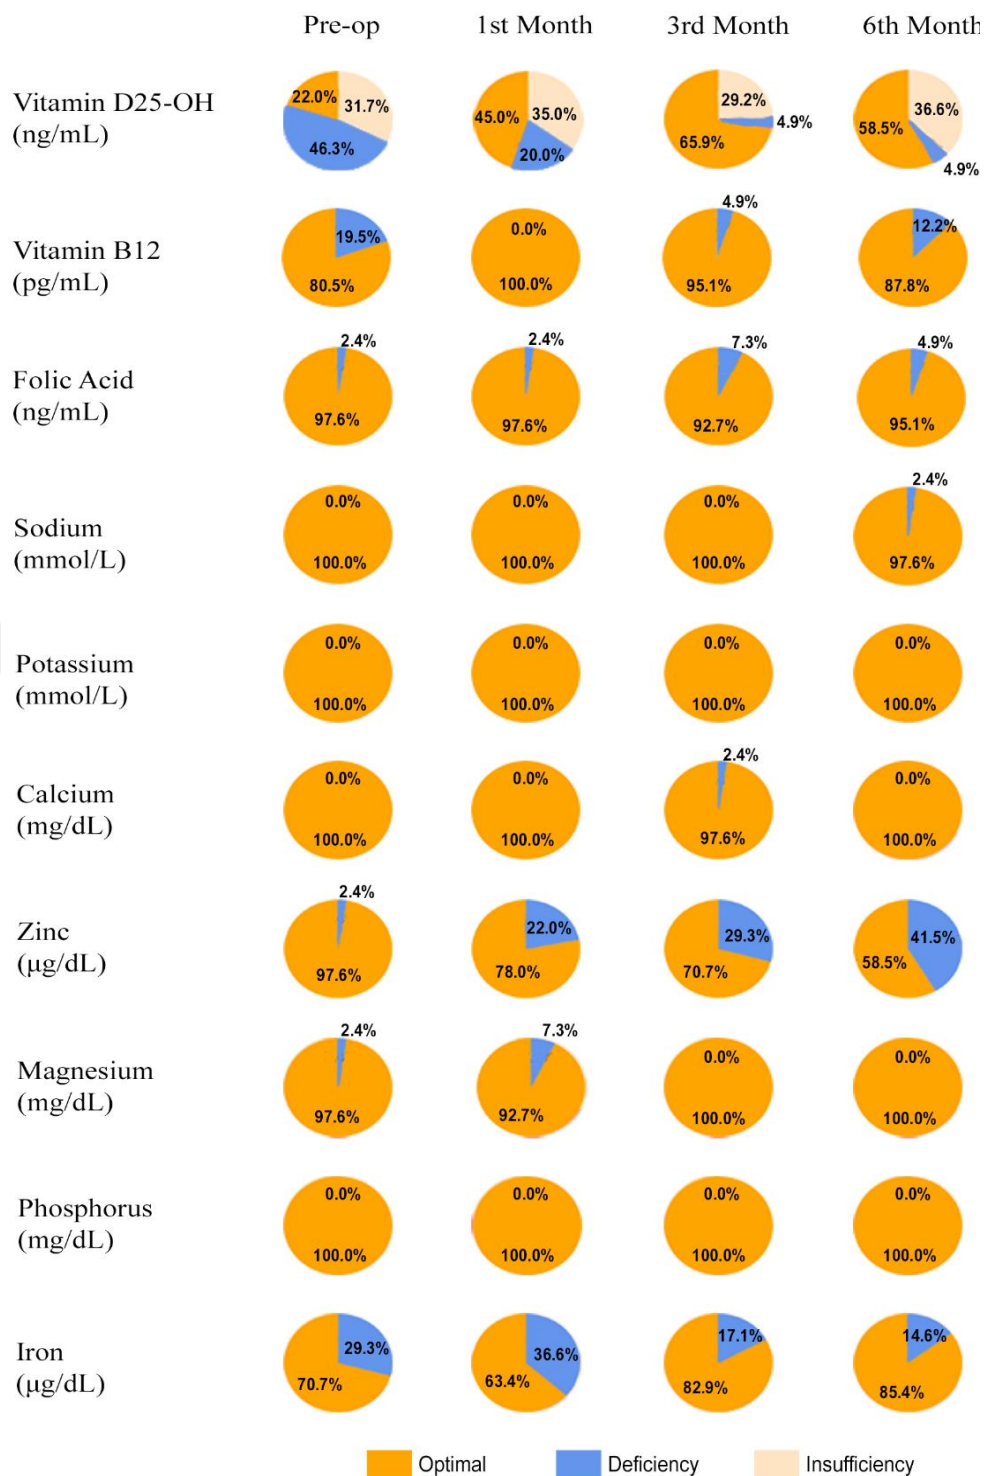 Pre-op 1st Month 3rd Month 6th Month
Vitamin D25-OH
(ng/mL)
22.0% 31.7% 46.3%
45.0% 35.0% 20.0%
29.2% 4.9% 65.9%
36.6% 58.5% 4.9%
Vitamin B12
(pg/mL)
19.5% 80.5%
0.0% 100.0%
4.9% 95.1%
12.2% 87.8%
Folic Acid
(ng/mL)
2.4% 97.6%
2.4% 97.6%
7.3% 92.7%
4.9% 95.1%
Sodium
(mmol/L)
0.0% 100.0%
0.0% 100.0%
0.0% 100.0%
2.4% 97.6%
Potassium
(mmol/L)
0.0% 100.0%
0.0% 100.0%
0.0% 100.0%
0.0% 100.0%
Calcium
(mg/dL)
0.0% 100.0%
0.0% 100.0%
2.4% 97.6%
0.0% 100.0%
Zinc
(μg/dL)
2.4% 97.6%
22.0% 78.0%
29.3% 70.7%
41.5% 58.5%
Magnesium
(mg/dL)
2.4% 97.6%
7.3% 92.7%
0.0% 100.0%
0.0% 100.0%
Phosphorus
(mg/dL)
0.0% 100.0%
0.0% 100.0%
0.0% 100.0%
0.0% 100.0%
Iron
(μg/dL)
29.3% 70.7%
36.6% 63.4%
17.1% 82.9%
14.6% 85.4%
Optimal Deficiency Insufficiency